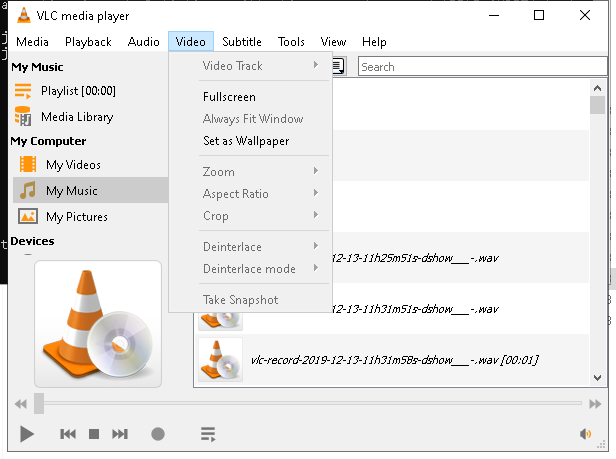 VLC media player
Media Playback Audio Video Subtitle Tools View Help
My Music
Playlist [00:00]
Media Library
My Computer
My Videos
My Music
My Pictures
Devices
Video Track
Fullscreen
Always Fit Window
Set as Wallpaper
Zoom
Aspect Ratio
Crop
Deinterlace
Deinterlace mode
Take Snapshot
Search
12-13-11h25m51s-dshow___-.wav
12-13-11h31m51s-dshow___-.wav
vlc-record-2019-12-13-11h31m58s-dshow___-.wav [00:01]